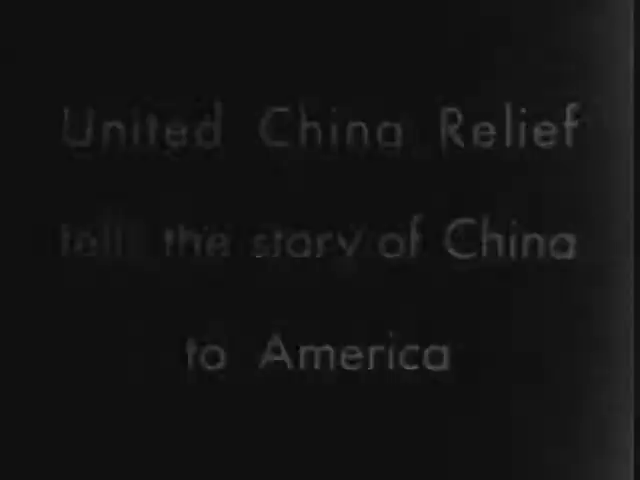 United China Relief
tells the story of China
to America